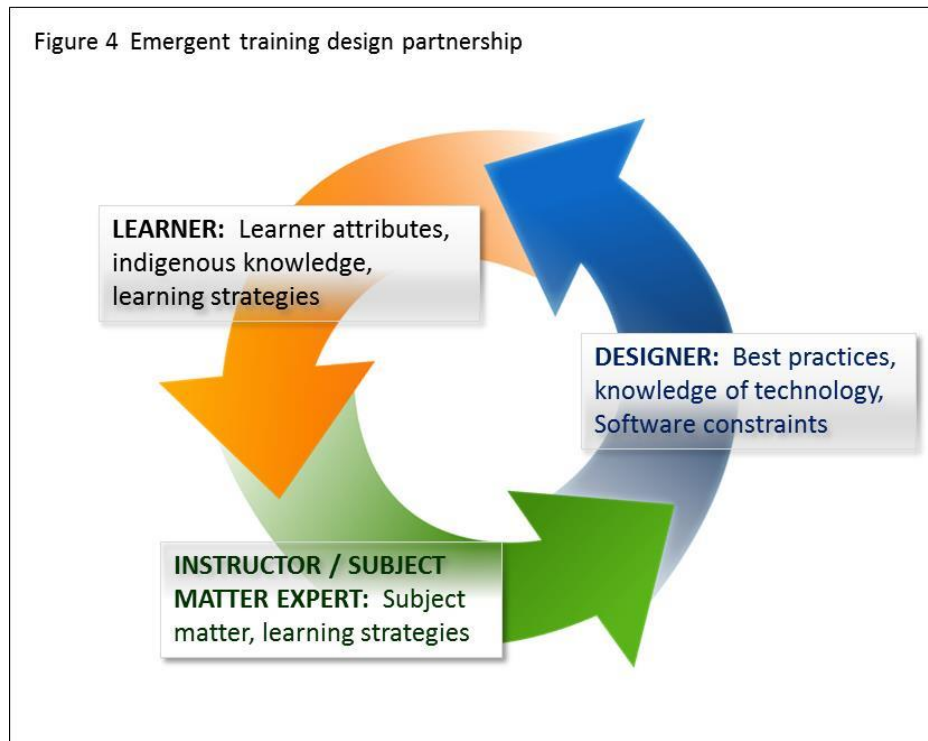 Figure 4 Emergent training design partnership
LEARNER: Learner attributes,
indigenous knowledge,
learning strategies
DESIGNER: Best practices,
knowledge of technology,
Software constraints
INSTRUCTOR / SUBJECT
MATTER EXPERT: Subject
matter, learning strategies